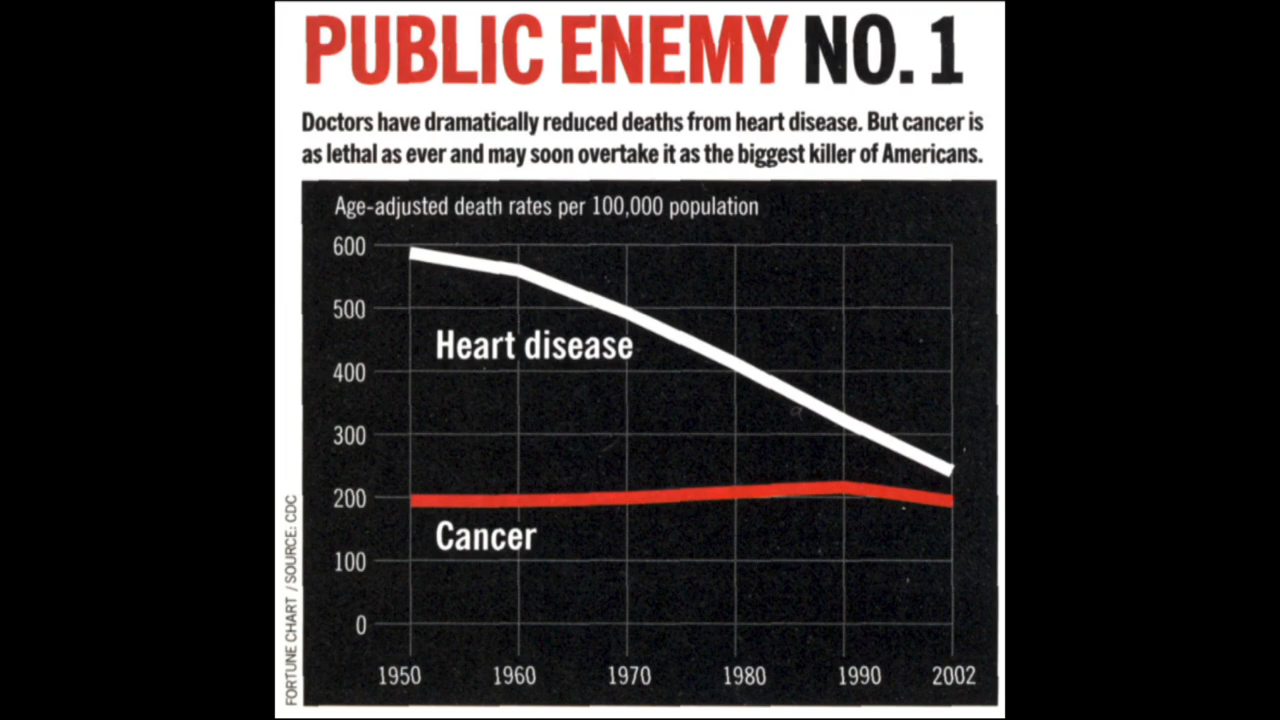 PUBLIC ENEMY NO. 1
Doctors have dramatically reduced deaths from heart disease. But cancer is
as lethal as ever and may soon overtake it as the biggest killer of Americans.
Age-adjusted death rates per 100,000 population
600
500
Heart disease
400
300
200
Cancer
100
0
1950 1960 1970 1980 1990 2002
FORTUNE CHART / SOURCE: CDC